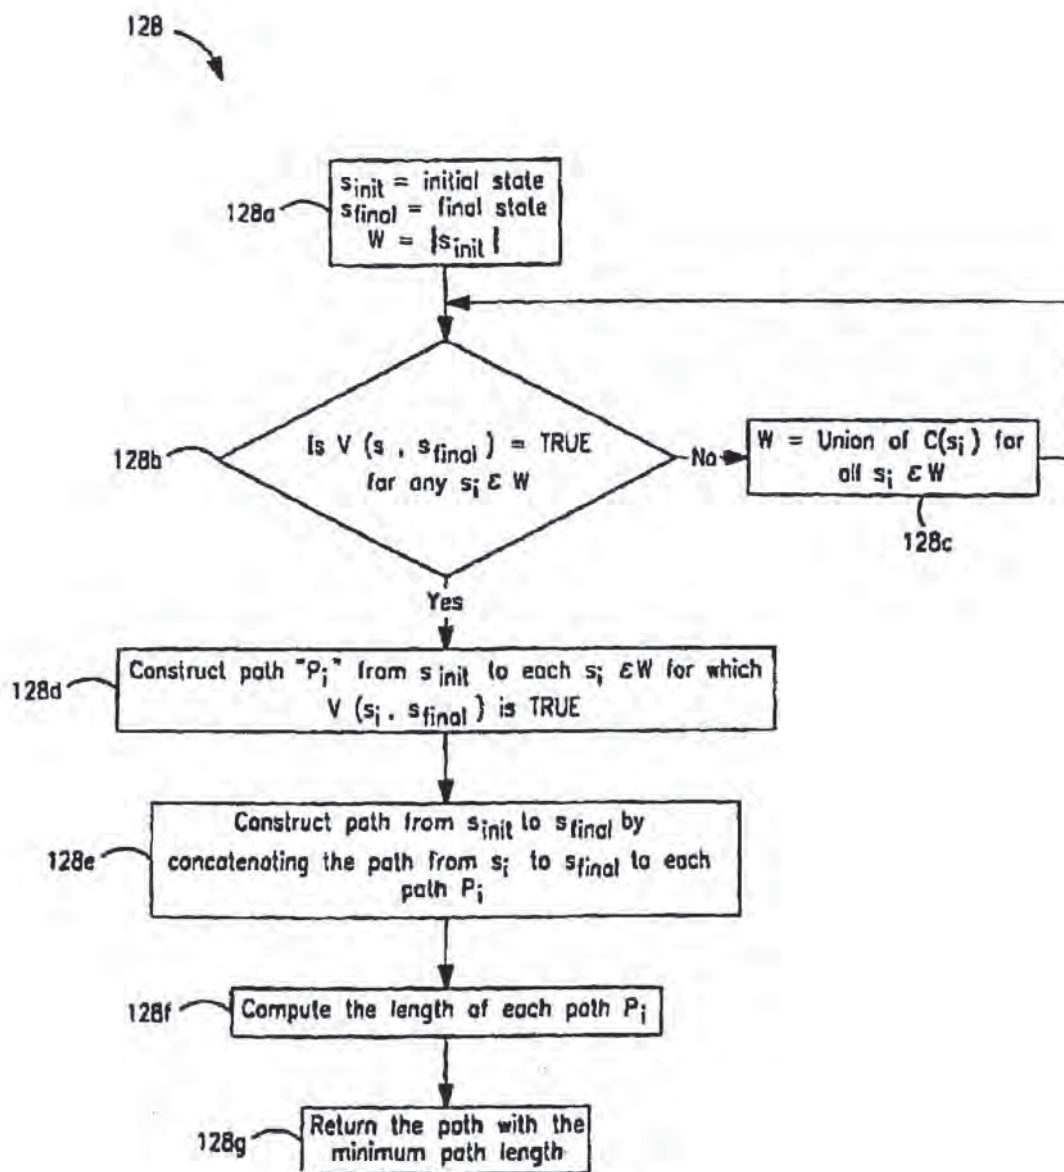 128
128a
s_init = initial state
s_final = final state
W = {s_init}
128b
Is V (s , s_final) = TRUE
for any s_i ε W
No
W = Union of C(s_i) for
all s_i ε W
128c
Yes
128d
Construct path "P_i" from s_init to each s_i ε W for which
V (s_i , s_final) is TRUE
128e
Construct path from s_init to s_final by
concatenating the path from s_i to s_final to each
path P_i
128f
Compute the length of each path P_i
128g
Return the path with the
minimum path length